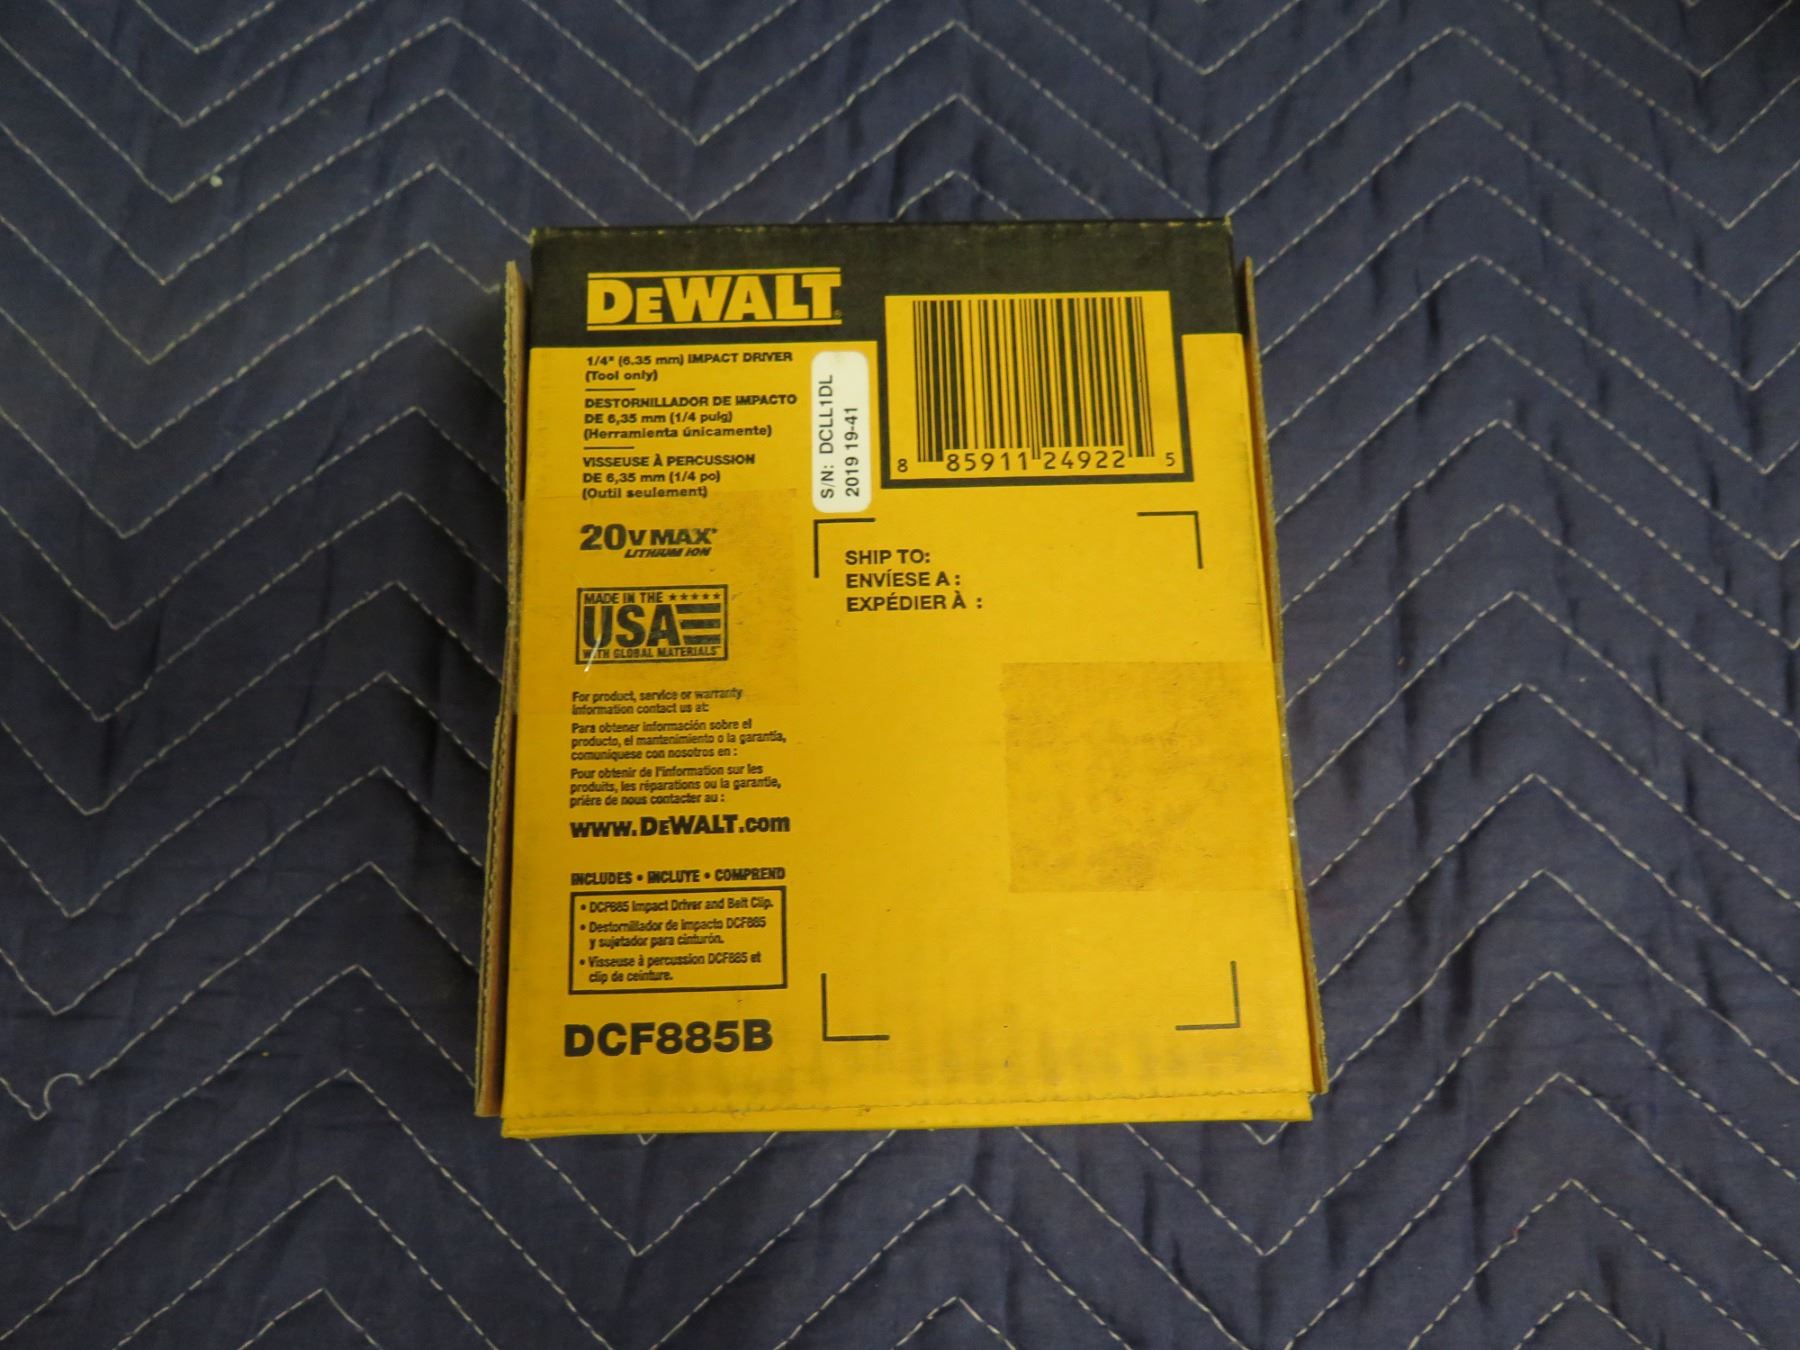 DEWALT
1/4" (6.35 mm) IMPACT DRIVER
(Tool only)
DESTORNILLADOR DE IMPACTO
DE 6,35 mm (1/4 pulg)
(Herramienta únicamente)
VISSEUSE À PERCUSSION
DE 6,35 mm (1/4 po)
(Outil seulement)
S/N: DCLL1DL
2019 19-41
8 85911 24922 5
20V MAX*
LITHIUM ION
MADE IN THE ★★★★★
USA
WITH GLOBAL MATERIALS
SHIP TO:
ENVÍESE A :
EXPÉDIER À :
For product, service or warranty
information contact us at:
Para obtener información sobre el
producto, el mantenimiento o la garantía,
comuníquese con nosotros en :
Pour obtenir de l'information sur les
produits, les réparations ou la garantie,
prière de nous contacter au :
www.DEWALT.com
INCLUDES • INCLUYE • COMPREND
• DCF885 Impact Driver and Belt Clip.
• Destornillador de impacto DCF885
y sujetador para cinturón.
• Visseuse à percussion DCF885 et
clip de ceinture.
DCF885B